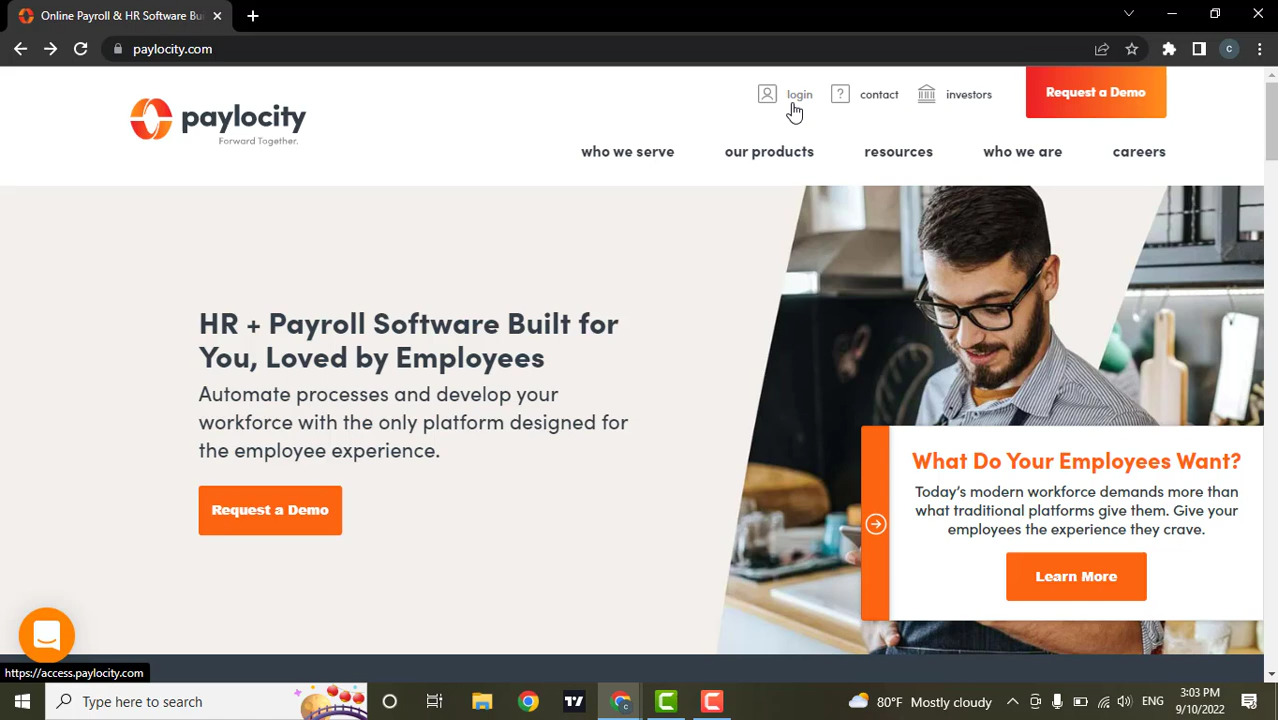 Online Payroll & HR Software Bui
paylocity.com
C
login
contact
investors
Request a Demo
paylocity
Forward Together.
who we serve
our products
resources
who we are
careers
HR + Payroll Software Built for
You, Loved by Employees
Automate processes and develop your
workforce with the only platform designed for
the employee experience.
Request a Demo
What Do Your Employees Want?
Today's modern workforce demands more than
what traditional platforms give them. Give your
employees the experience they crave.
Learn More
https://access.paylocity.com
Type here to search
80°F Mostly cloudy
ENG
3:03 PM
9/10/2022